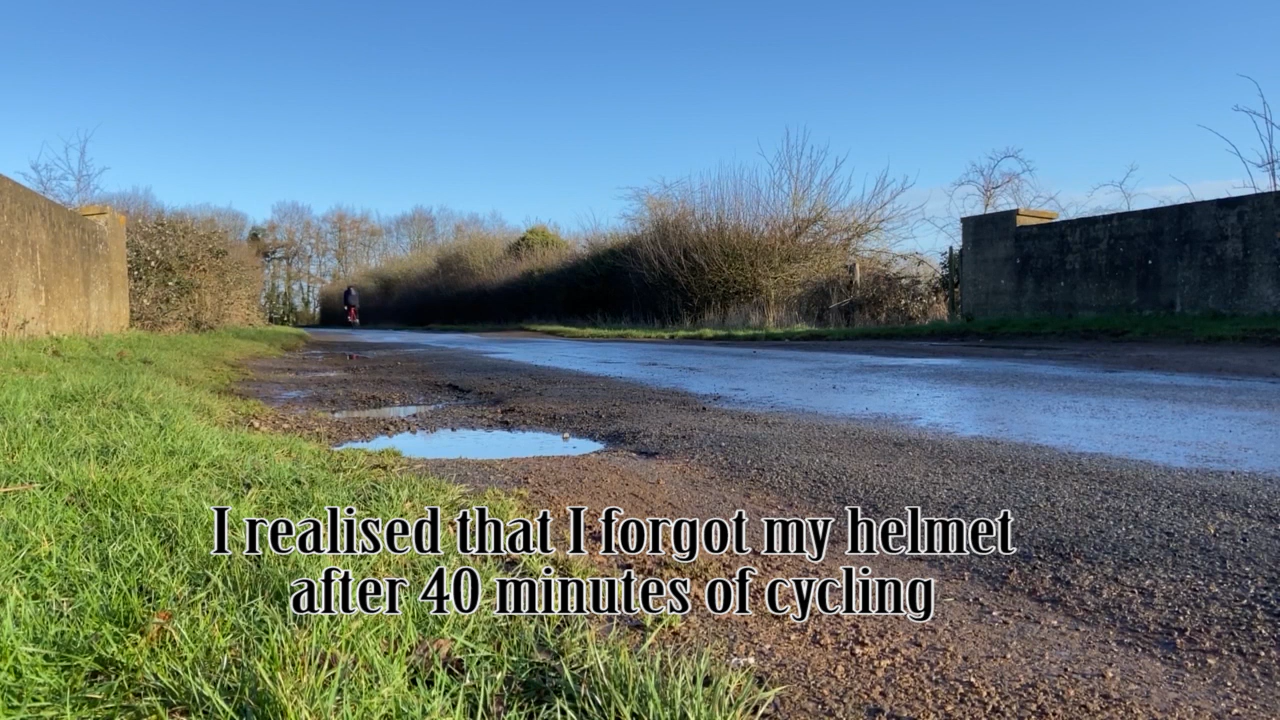 I realised that I forgot my helmet
after 40 minutes of cycling